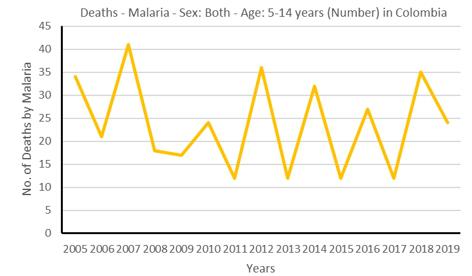 Deaths - Malaria - Sex: Both - Age: 5-14 years (Number) in Colombia
No. of Deaths by Malaria
45
40
35
30
25
20
15
10
5
0
2005 2006 2007 2008 2009 2010 2011 2012 2013 2014 2015 2016 2017 2018 2019
Years